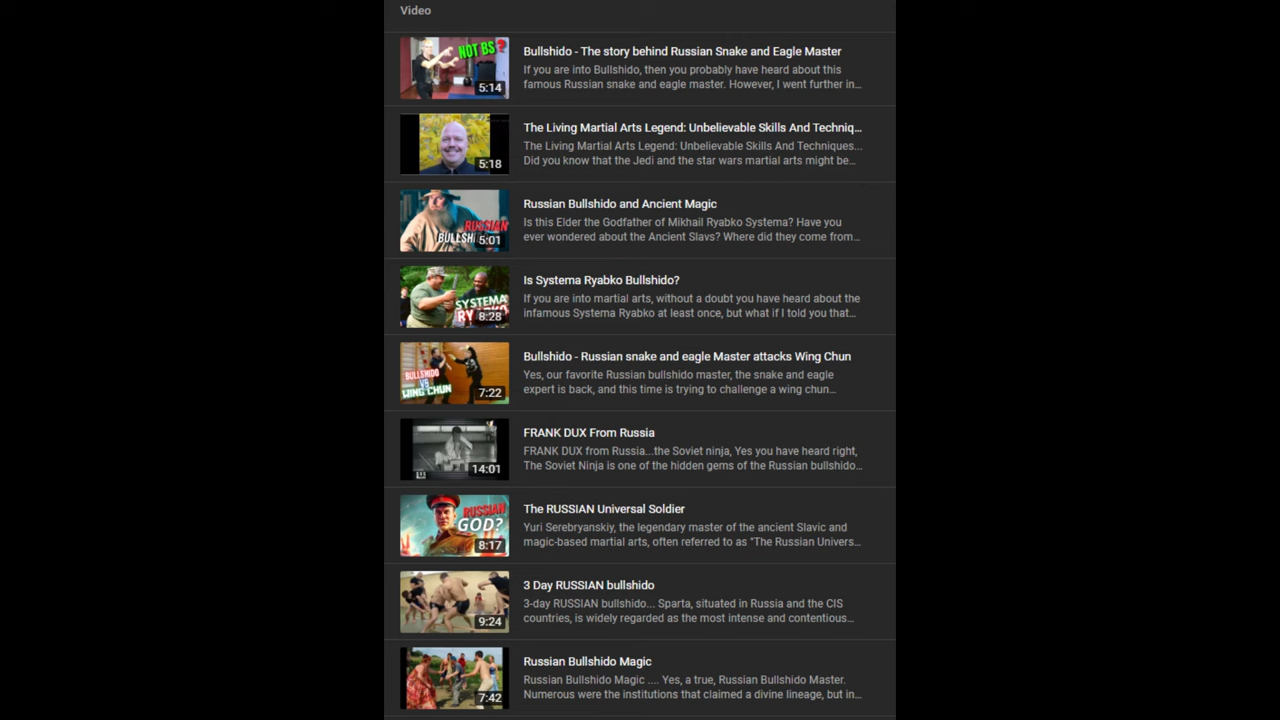 Video
NOT BS?
5:14
Bullshido - The story behind Russian Snake and Eagle Master
If you are into Bullshido, then you probably have heard about this
famous Russian snake and eagle master. However, I went further in...
5:18
The Living Martial Arts Legend: Unbelievable Skills And Techniq...
The Living Martial Arts Legend: Unbelievable Skills And Techniques...
Did you know that the Jedi and the star wars martial arts might be...
RUSSIAN
BULLSHI
5:01
Russian Bullshido and Ancient Magic
Is this Elder the Godfather of Mikhail Ryabko Systema? Have you
ever wondered about the Ancient Slavs? Where did they come from...
SYSTEMA
RYABKO
8:28
Is Systema Ryabko Bullshido?
If you are into martial arts, without a doubt you have heard about the
infamous Systema Ryabko at least once, but what if I told you that...
BULLSHIDO
VS
WING CHUN
7:22
Bullshido - Russian snake and eagle Master attacks Wing Chun
Yes, our favorite Russian bullshido master, the snake and eagle
expert is back, and this time is trying to challenge a wing chun...
14:01
FRANK DUX From Russia
FRANK DUX from Russia...the Soviet ninja, Yes you have heard right,
The Soviet Ninja is one of the hidden gems of the Russian bullshido...
RUSSIAN
GOD?
8:17
The RUSSIAN Universal Soldier
Yuri Serebryanskiy, the legendary master of the ancient Slavic and
magic-based martial arts, often referred to as "The Russian Univers...
9:24
3 Day RUSSIAN bullshido
3-day RUSSIAN bullshido... Sparta, situated in Russia and the CIS
countries, is widely regarded as the most intense and contentious...
7:42
Russian Bullshido Magic
Russian Bullshido Magic .... Yes, a true, Russian Bullshido Master.
Numerous were the institutions that claimed a divine lineage, but in...